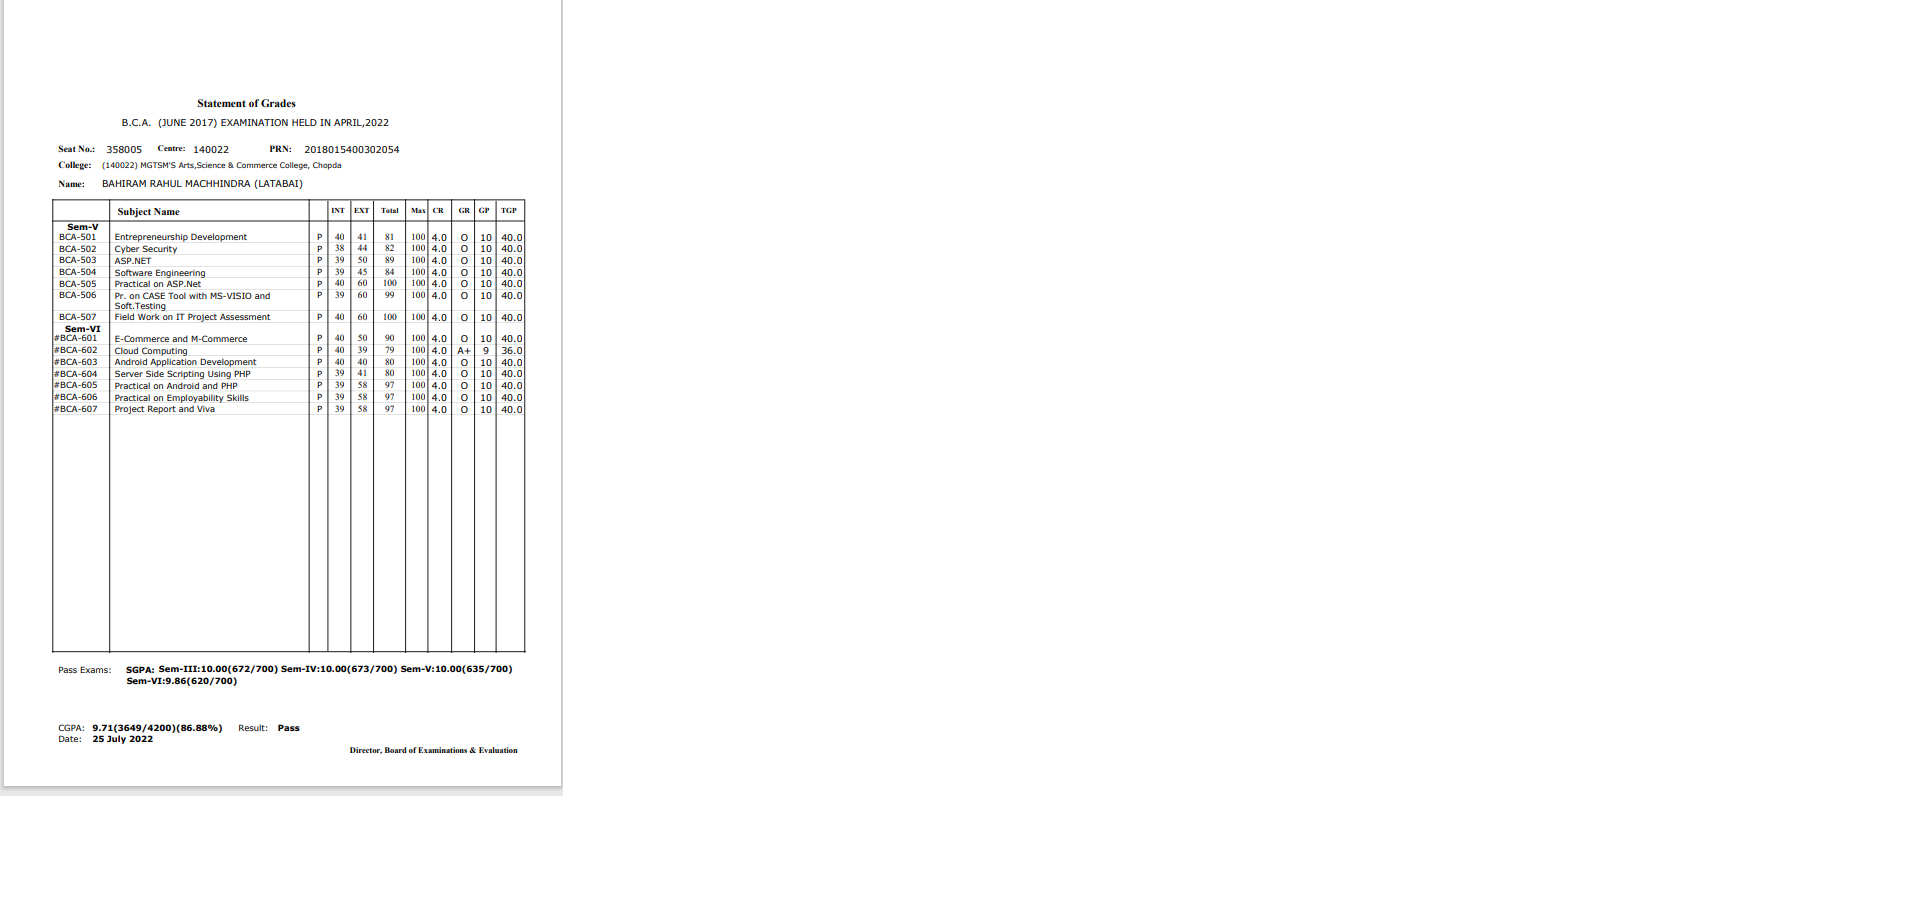 Statement of Grades
B.C.A. (JUNE 2017) EXAMINATION HELD IN APRIL,2022
Seat No.: 358005 Centre: 140022 PRN: 2018015400302054
College: (140022) MGTSM'S Arts,Science & Commerce College, Chopda
Name: BAHIRAM RAHUL MACHHINDRA (LATABAI)
Subject Name INT EXT Total Max CR GR GP TGP
Sem-V
BCA-501 Entrepreneurship Development P 40 41 81 100 4.0 O 10 40.0
BCA-502 Cyber Security P 38 44 82 100 4.0 O 10 40.0
BCA-503 ASP.NET P 39 50 89 100 4.0 O 10 40.0
BCA-504 Software Engineering P 39 45 84 100 4.0 O 10 40.0
BCA-505 Practical on ASP.Net P 40 60 100 100 4.0 O 10 40.0
BCA-506 Pr. on CASE Tool with MS-VISIO and P 39 60 99 100 4.0 O 10 40.0
Soft.Testing
BCA-507 Field Work on IT Project Assessment P 40 60 100 100 4.0 O 10 40.0
Sem-VI
#BCA-601 E-Commerce and M-Commerce P 40 50 90 100 4.0 O 10 40.0
#BCA-602 Cloud Computing P 40 39 79 100 4.0 A+ 9 36.0
#BCA-603 Android Application Development P 40 40 80 100 4.0 O 10 40.0
#BCA-604 Server Side Scripting Using PHP P 39 41 80 100 4.0 O 10 40.0
#BCA-605 Practical on Android and PHP P 39 58 97 100 4.0 O 10 40.0
#BCA-606 Practical on Employability Skills P 39 58 97 100 4.0 O 10 40.0
#BCA-607 Project Report and Viva P 39 58 97 100 4.0 O 10 40.0
Pass Exams: SGPA: Sem-III:10.00(672/700) Sem-IV:10.00(673/700) Sem-V:10.00(635/700)
Sem-VI:9.86(620/700)
CGPA: 9.71(3649/4200)(86.88%) Result: Pass
Date: 25 July 2022
Director, Board of Examinations & Evaluation